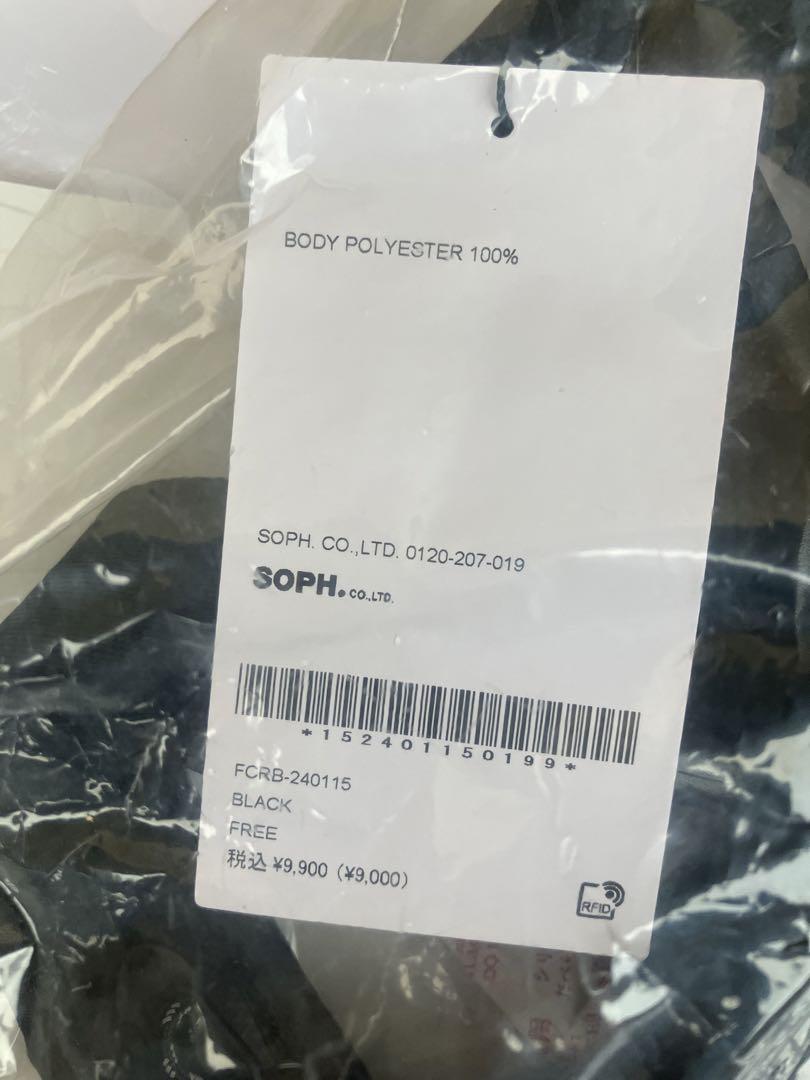 BODY POLYESTER 100%
SOPH. CO.,LTD. 0120-207-019
SOPH. CO.,LTD.
*152401150199*
FCRB-240115
BLACK
FREE
税込 ¥9,900 (¥9,000)
RFID